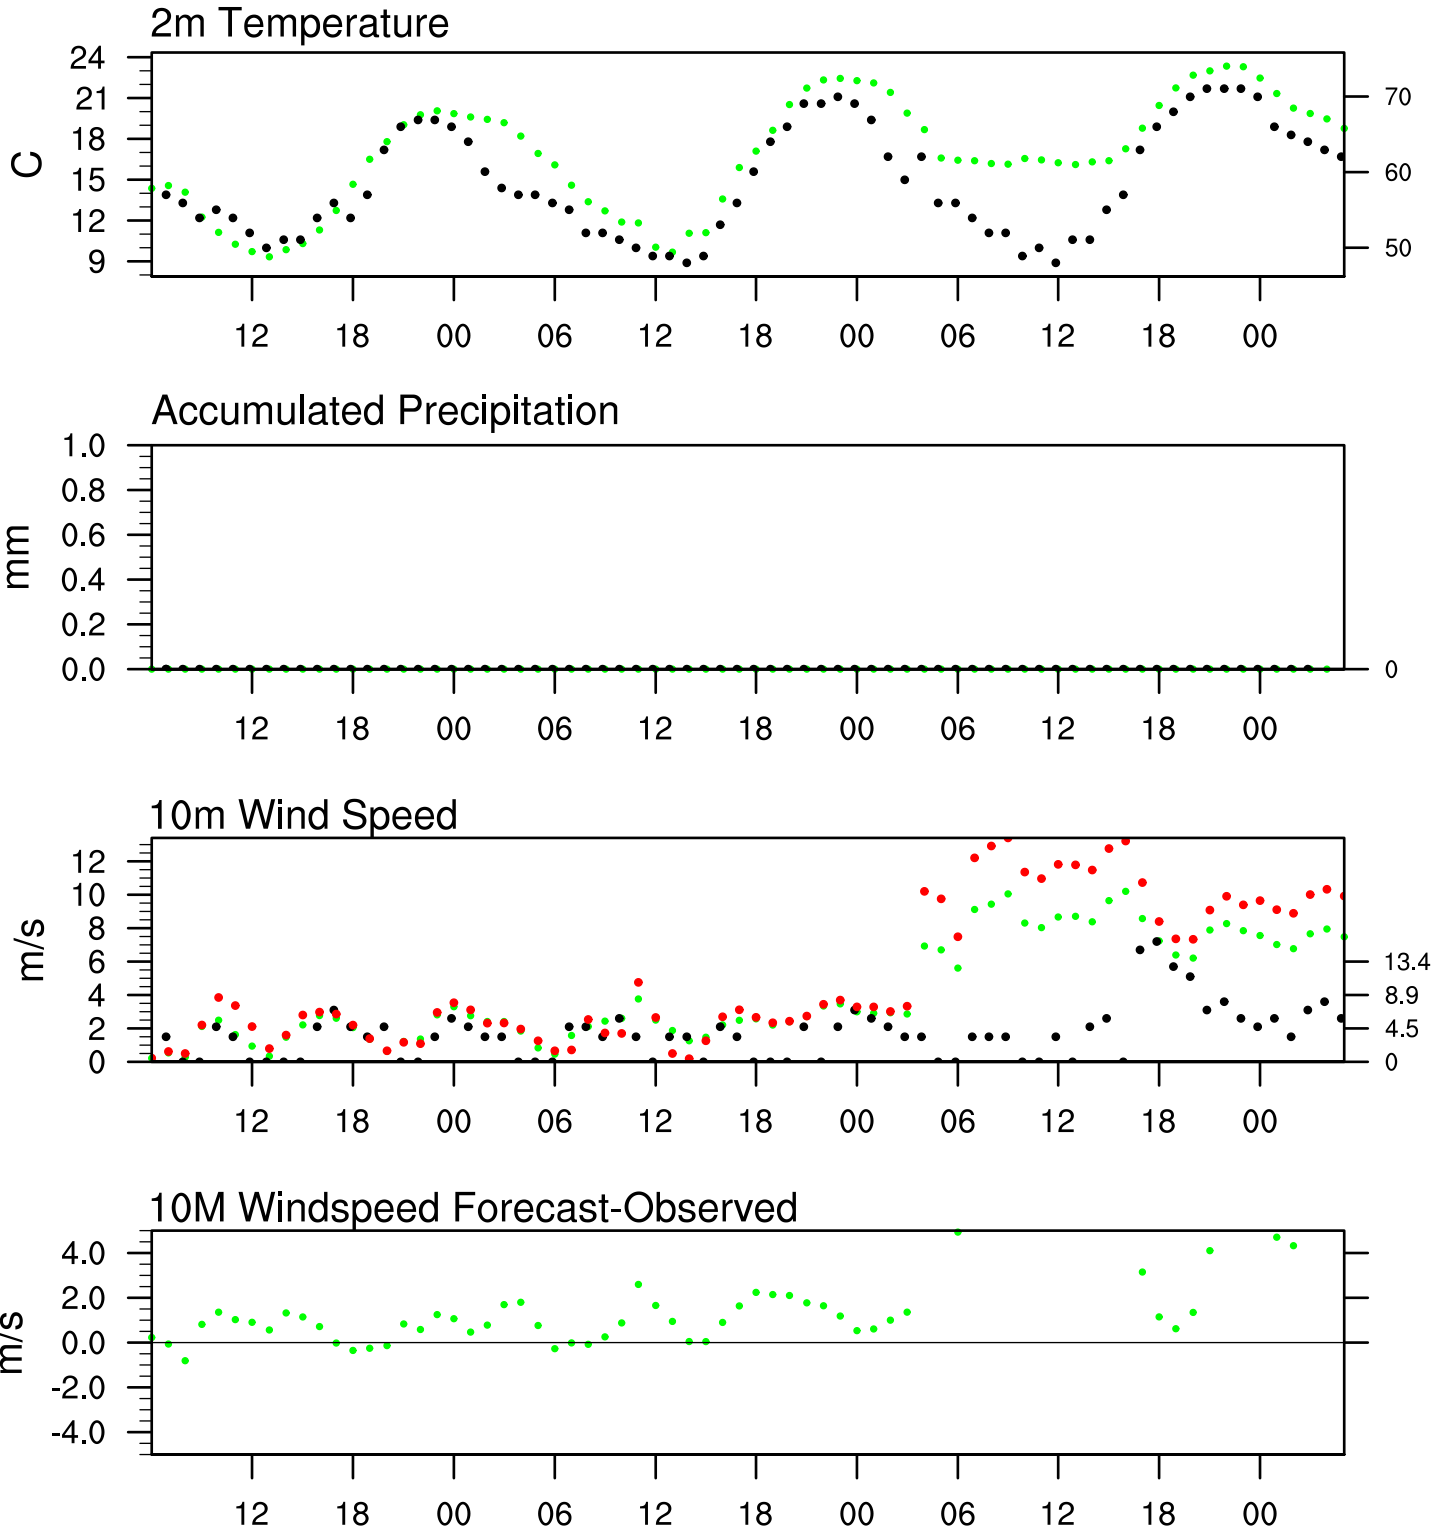 2m Temperature
24
21
18
15
12
9
C
70
60
50
12 18 00 06 12 18 00 06 12 18 00
Accumulated Precipitation
1.0
0.8
0.6
0.4
0.2
0.0
mm
0
12 18 00 06 12 18 00 06 12 18 00
10m Wind Speed
12
10
8
6
4
2
0
m/s
13.4
8.9
4.5
0
12 18 00 06 12 18 00 06 12 18 00
10M Windspeed Forecast-Observed
4.0
2.0
0.0
-2.0
-4.0
m/s
12 18 00 06 12 18 00 06 12 18 00